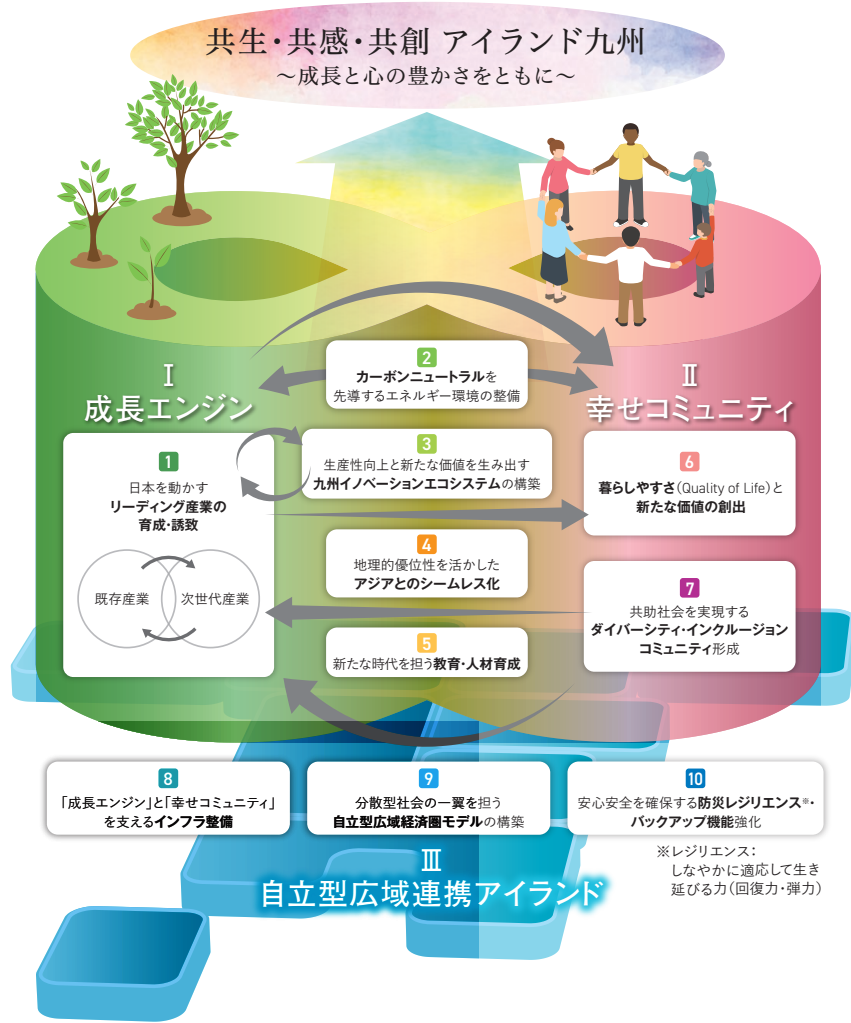 共生・共感・共創 アイランド九州
～成長と心の豊かさをともに～
Ⅰ
成長エンジン
1
日本を動かす
リーディング産業の
育成・誘致
既存産業
次世代産業
2
カーボンニュートラルを
先導するエネルギー環境の整備
3
生産性向上と新たな価値を生み出す
九州イノベーションエコシステムの構築
4
地理的優位性を活かした
アジアとのシームレス化
5
新たな時代を担う教育・人材育成
Ⅱ
幸せコミュニティ
6
暮らしやすさ（Quality of Life）と
新たな価値の創出
7
共助社会を実現する
ダイバーシティ・インクルージョン
コミュニティ形成
8
「成長エンジン」と「幸せコミュニティ」
を支えるインフラ整備
9
分散型社会の一翼を担う
自立型広域経済圏モデルの構築
10
安心安全を確保する防災レジリエンス※・
バックアップ機能強化
Ⅲ
自立型広域連携アイランド
※レジリエンス：
しなやかに適応して生き
延びる力（回復力・弾力）